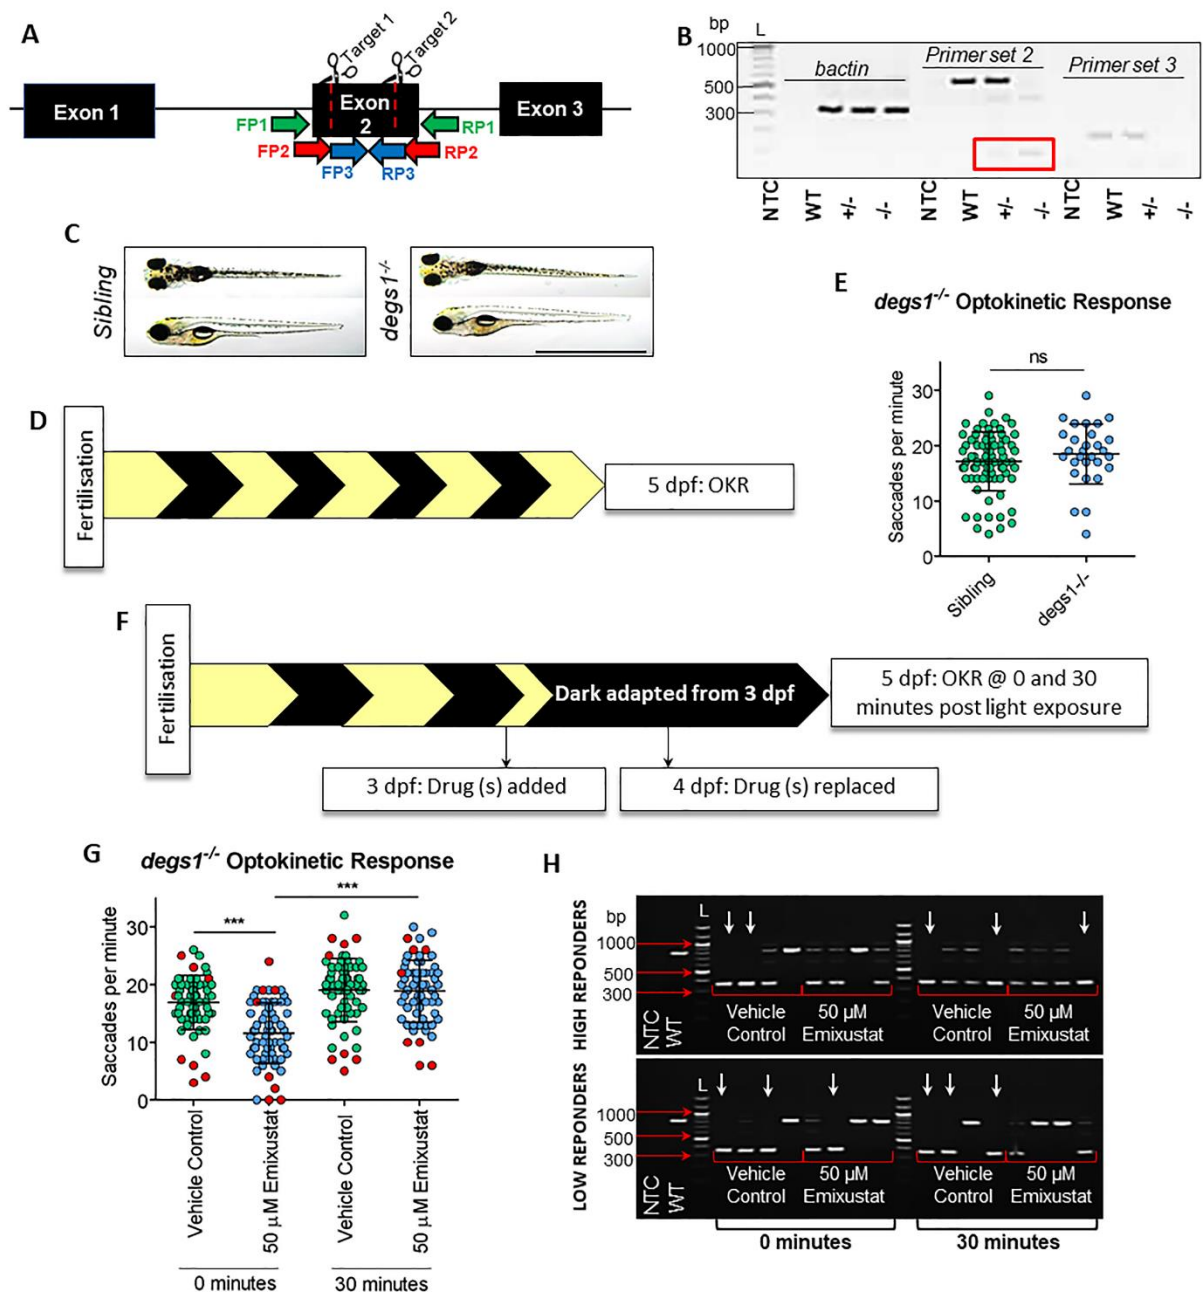 A
Target 1
Target 2
Exon 1
Exon
2
Exon 3
FP1
RP1
FP2
RP2
FP3
RP3
B
bp
L
1000
500
300
bactin
Primer set 2
Primer set 3
NTC
WT
+/-
-/-
NTC
WT
+/-
-/-
NTC
WT
+/-
-/-
C
Sibling
degs1-/-
D
Fertilisation
5 dpf: OKR
E
degs1-/- Optokinetic Response
ns
Saccades per minute
30
20
10
0
Sibling
degs1-/-
F
Fertilisation
Dark adapted from 3 dpf
5 dpf: OKR @ 0 and 30
minutes post light exposure
3 dpf: Drug (s) added
4 dpf: Drug (s) replaced
G
degs1-/- Optokinetic Response
***
***
Saccades per minute
30
20
10
0
Vehicle Control
50 µM Emixustat
Vehicle Control
50 µM Emixustat
0 minutes
30 minutes
H
HIGH REPONDERS
bp
L
1000
500
300
NTC
WT
Vehicle
Control
50 µM
Emixustat
Vehicle
Control
50 µM
Emixustat
LOW REPONDERS
L
1000
500
300
NTC
WT
Vehicle
Control
50 µM
Emixustat
Vehicle
Control
50 µM
Emixustat
0 minutes
30 minutes